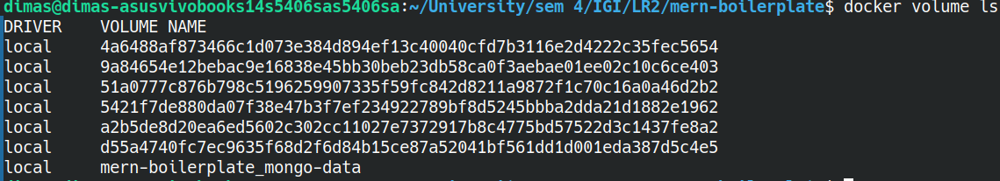 dimas@dimas-asusvivobooks14s5406sas5406sa:~/University/sem 4/IGI/LR2/mern-boilerplate$ docker volume ls
DRIVER    VOLUME NAME
local     4a6488af873466c1d073e384d894ef13c40040cfd7b3116e2d4222c35fec5654
local     9a84654e12bebac9e16838e45bb30beb23db58ca0f3aebae01ee02c10c6ce403
local     51a0777c876b798c5196259907335f59fc842d8211a9872f1c70c16a0a46d2b2
local     5421f7de880da07f38e47b3f7ef234922789bf8d5245bbba2dda21d1882e1962
local     a2b5de8d20ea6ed5602c302cc11027e7372917b8c4775bd57522d3c1437fe8a2
local     d55a4740fc7ec9635f68d2f6d84b15ce87a52041bf561dd1d001eda387d5c4e5
local     mern-boilerplate_mongo-data